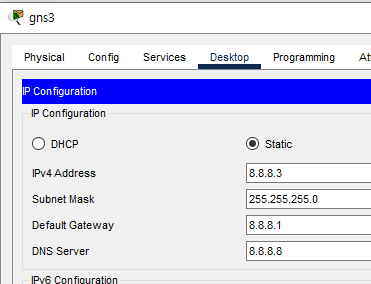 gns3
Physical Config Services Desktop Programming
IP Configuration
IP Configuration
DHCP Static
IPv4 Address 8.8.8.3
Subnet Mask 255.255.255.0
Default Gateway 8.8.8.1
DNS Server 8.8.8.8
IPv6 Configuration